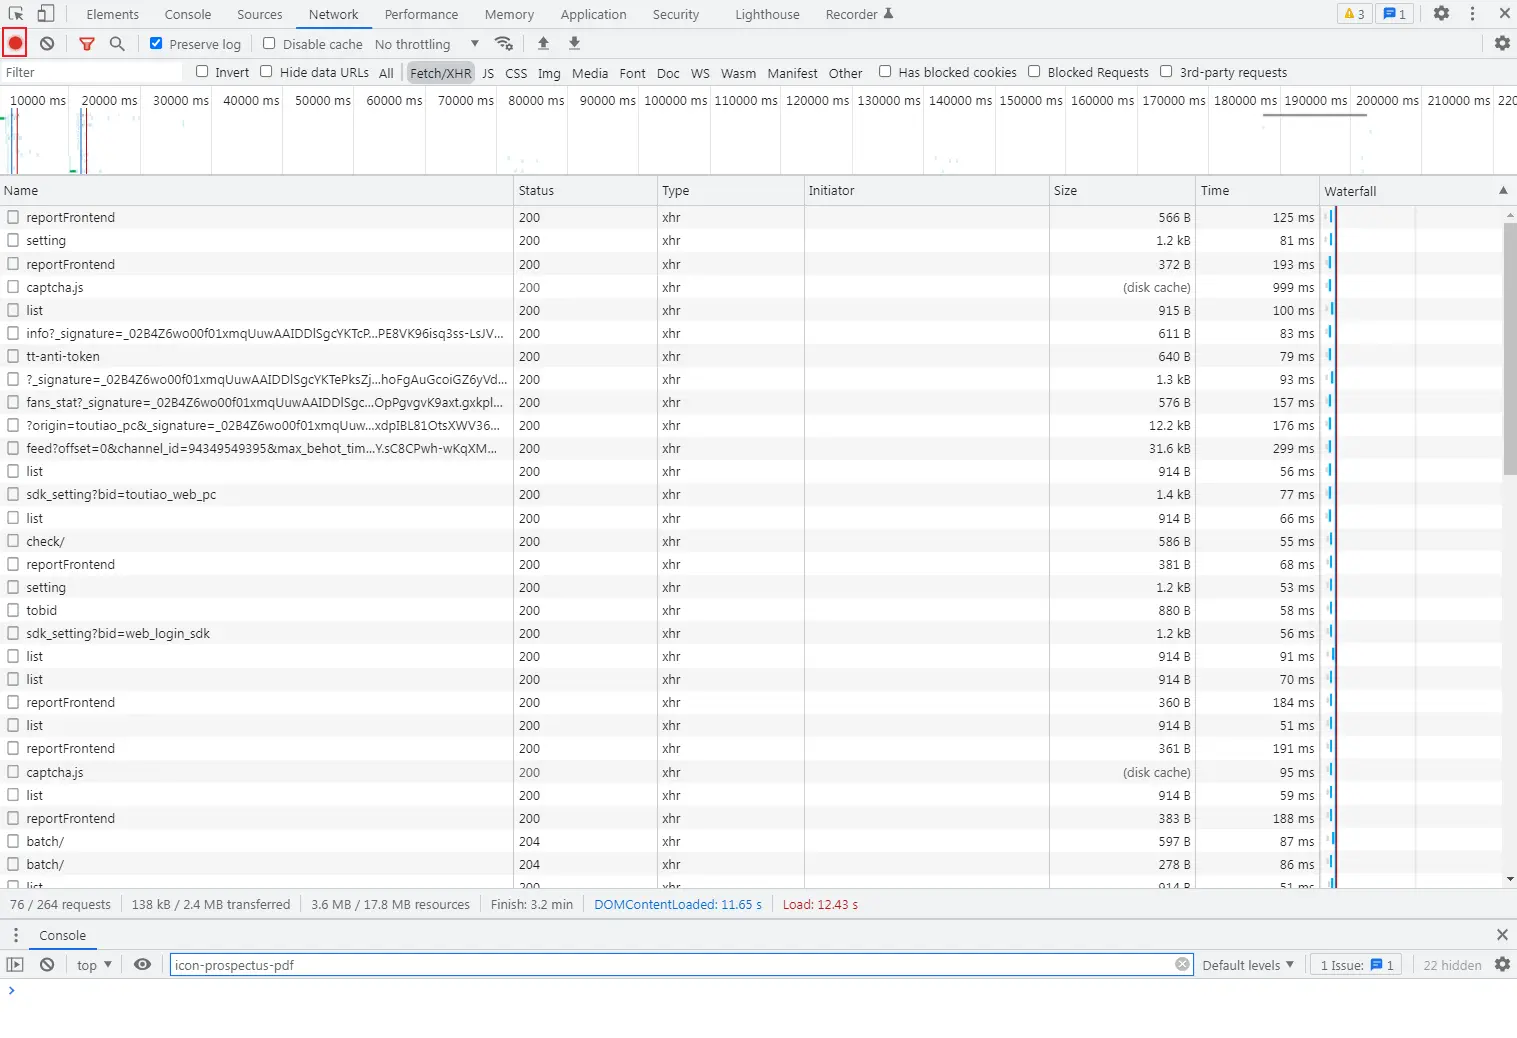 Elements Console Sources Network Performance Memory Application Security Lighthouse Recorder 3 1
Preserve log Disable cache No throttling
Filter Invert Hide data URLs All Fetch/XHR JS CSS Img Media Font Doc WS Wasm Manifest Other Has blocked cookies Blocked Requests 3rd-party requests
10000 ms 20000 ms 30000 ms 40000 ms 50000 ms 60000 ms 70000 ms 80000 ms 90000 ms 100000 ms 110000 ms 120000 ms 130000 ms 140000 ms 150000 ms 160000 ms 170000 ms 180000 ms 190000 ms 200000 ms 210000 ms 220
Name Status Type Initiator Size Time Waterfall
reportFrontend 200 xhr 566 B 125 ms
setting 200 xhr 1.2 kB 81 ms
reportFrontend 200 xhr 372 B 193 ms
captcha.js 200 xhr (disk cache) 999 ms
list 200 xhr 915 B 100 ms
info?_signature=_02B4Z6wo00f01xmqUuwAAIDDlSgcYKTcP...PE8VK96isq3ss-LsJV... 200 xhr 611 B 83 ms
tt-anti-token 200 xhr 640 B 79 ms
?_signature=_02B4Z6wo00f01xmqUuwAAIDDlSgcYKTePksZj...hoFgAuGcoiGZ6yVd... 200 xhr 1.3 kB 93 ms
fans_stat?_signature=_02B4Z6wo00f01xmqUuwAAIDDlSgc...OpPgvgvK9axt.gxkpl... 200 xhr 576 B 157 ms
?origin=toutiao_pc&_signature=_02B4Z6wo00f01xmqUuw...xdpIBL81OtsXWV36... 200 xhr 12.2 kB 176 ms
feed?offset=0&channel_id=94349549395&max_behot_tim...Y.sC8CPwh-wKqXM... 200 xhr 31.6 kB 299 ms
list 200 xhr 914 B 56 ms
sdk_setting?bid=toutiao_web_pc 200 xhr 1.4 kB 77 ms
list 200 xhr 914 B 66 ms
check/ 200 xhr 586 B 55 ms
reportFrontend 200 xhr 381 B 68 ms
setting 200 xhr 1.2 kB 53 ms
tobid 200 xhr 880 B 58 ms
sdk_setting?bid=web_login_sdk 200 xhr 1.2 kB 56 ms
list 200 xhr 914 B 91 ms
list 200 xhr 914 B 70 ms
reportFrontend 200 xhr 360 B 184 ms
list 200 xhr 914 B 51 ms
reportFrontend 200 xhr 361 B 191 ms
captcha.js 200 xhr (disk cache) 95 ms
list 200 xhr 914 B 59 ms
reportFrontend 200 xhr 383 B 188 ms
batch/ 204 xhr 597 B 87 ms
batch/ 204 xhr 278 B 86 ms
list 200 xhr 914 B 51 ms
76 / 264 requests 138 kB / 2.4 MB transferred 3.6 MB / 17.8 MB resources Finish: 3.2 min DOMContentLoaded: 11.65 s Load: 12.43 s
Console
top icon-prospectus-pdf Default levels 1 Issue: 1 22 hidden